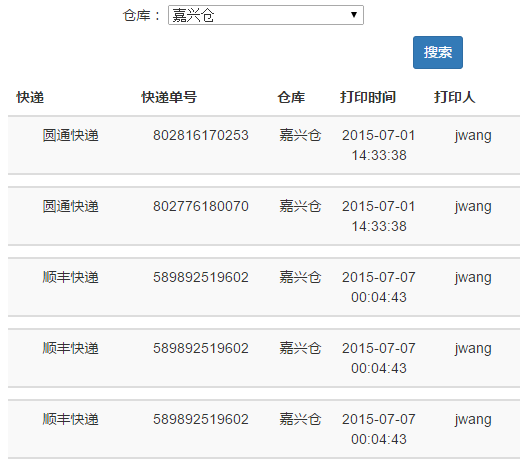 仓库： 嘉兴仓
搜索
快递 快递单号 仓库 打印时间 打印人
圆通快递 802816170253 嘉兴仓 2015-07-01 jwang
14:33:38
圆通快递 802776180070 嘉兴仓 2015-07-01 jwang
14:33:38
顺丰快递 589892519602 嘉兴仓 2015-07-07 jwang
00:04:43
顺丰快递 589892519602 嘉兴仓 2015-07-07 jwang
00:04:43
顺丰快递 589892519602 嘉兴仓 2015-07-07 jwang
00:04:43